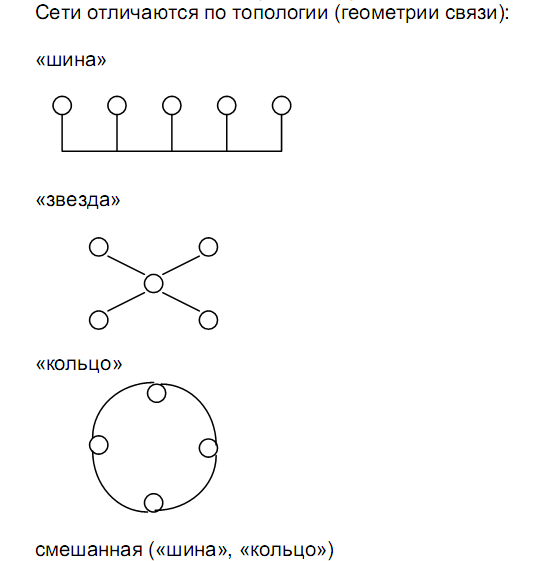 Сети отличаются по топологии (геометрии связи):
«шина»
«звезда»
«кольцо»
смешанная («шина», «кольцо»)